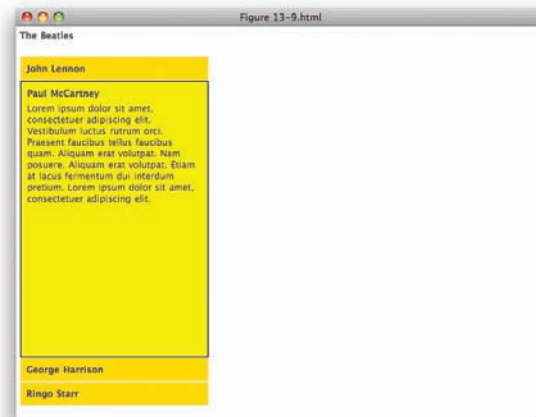 Figure 13-9.html
The Beatles
John Lennon
Paul McCartney
Lorem ipsum dolor sit amet,
consectetuer adipiscing elit.
Vestibulum luctus rutrum orci.
Praesent faucibus tellus faucibus
quam. Aliquam erat volutpat. Nam
posuere. Aliquam erat volutpat. Etiam
at lacus fermentum dui interdum
pretium. Lorem ipsum dolor sit amet,
consectetuer adipiscing elit.
George Harrison
Ringo Starr